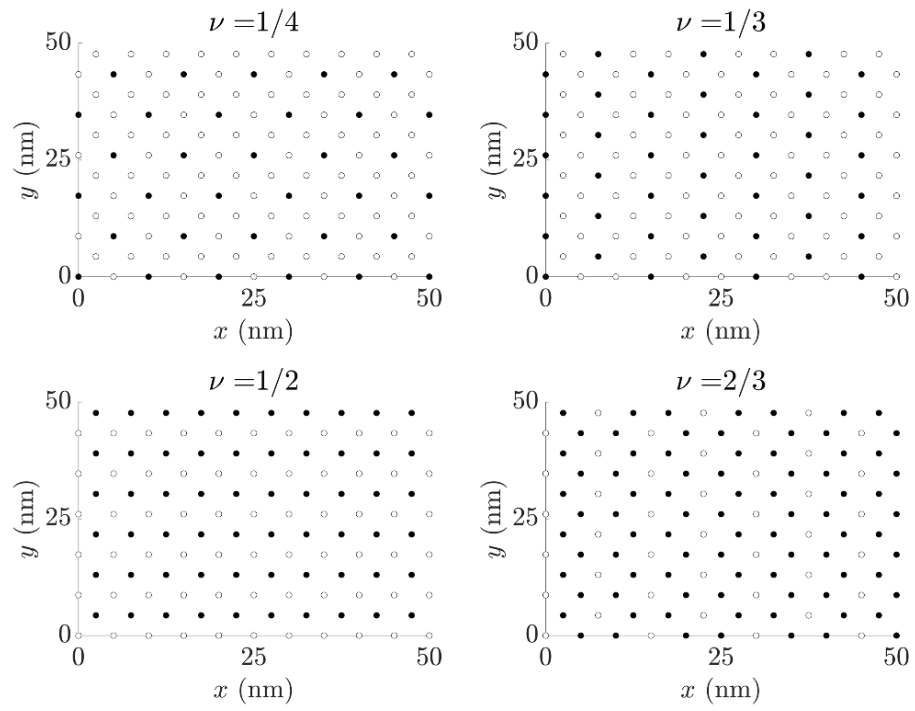 ν =1/4
50
25
0
y (nm)
0 25 50
x (nm)
ν =1/3
50
25
0
y (nm)
0 25 50
x (nm)
ν =1/2
50
25
0
y (nm)
0 25 50
x (nm)
ν =2/3
50
25
0
y (nm)
0 25 50
x (nm)